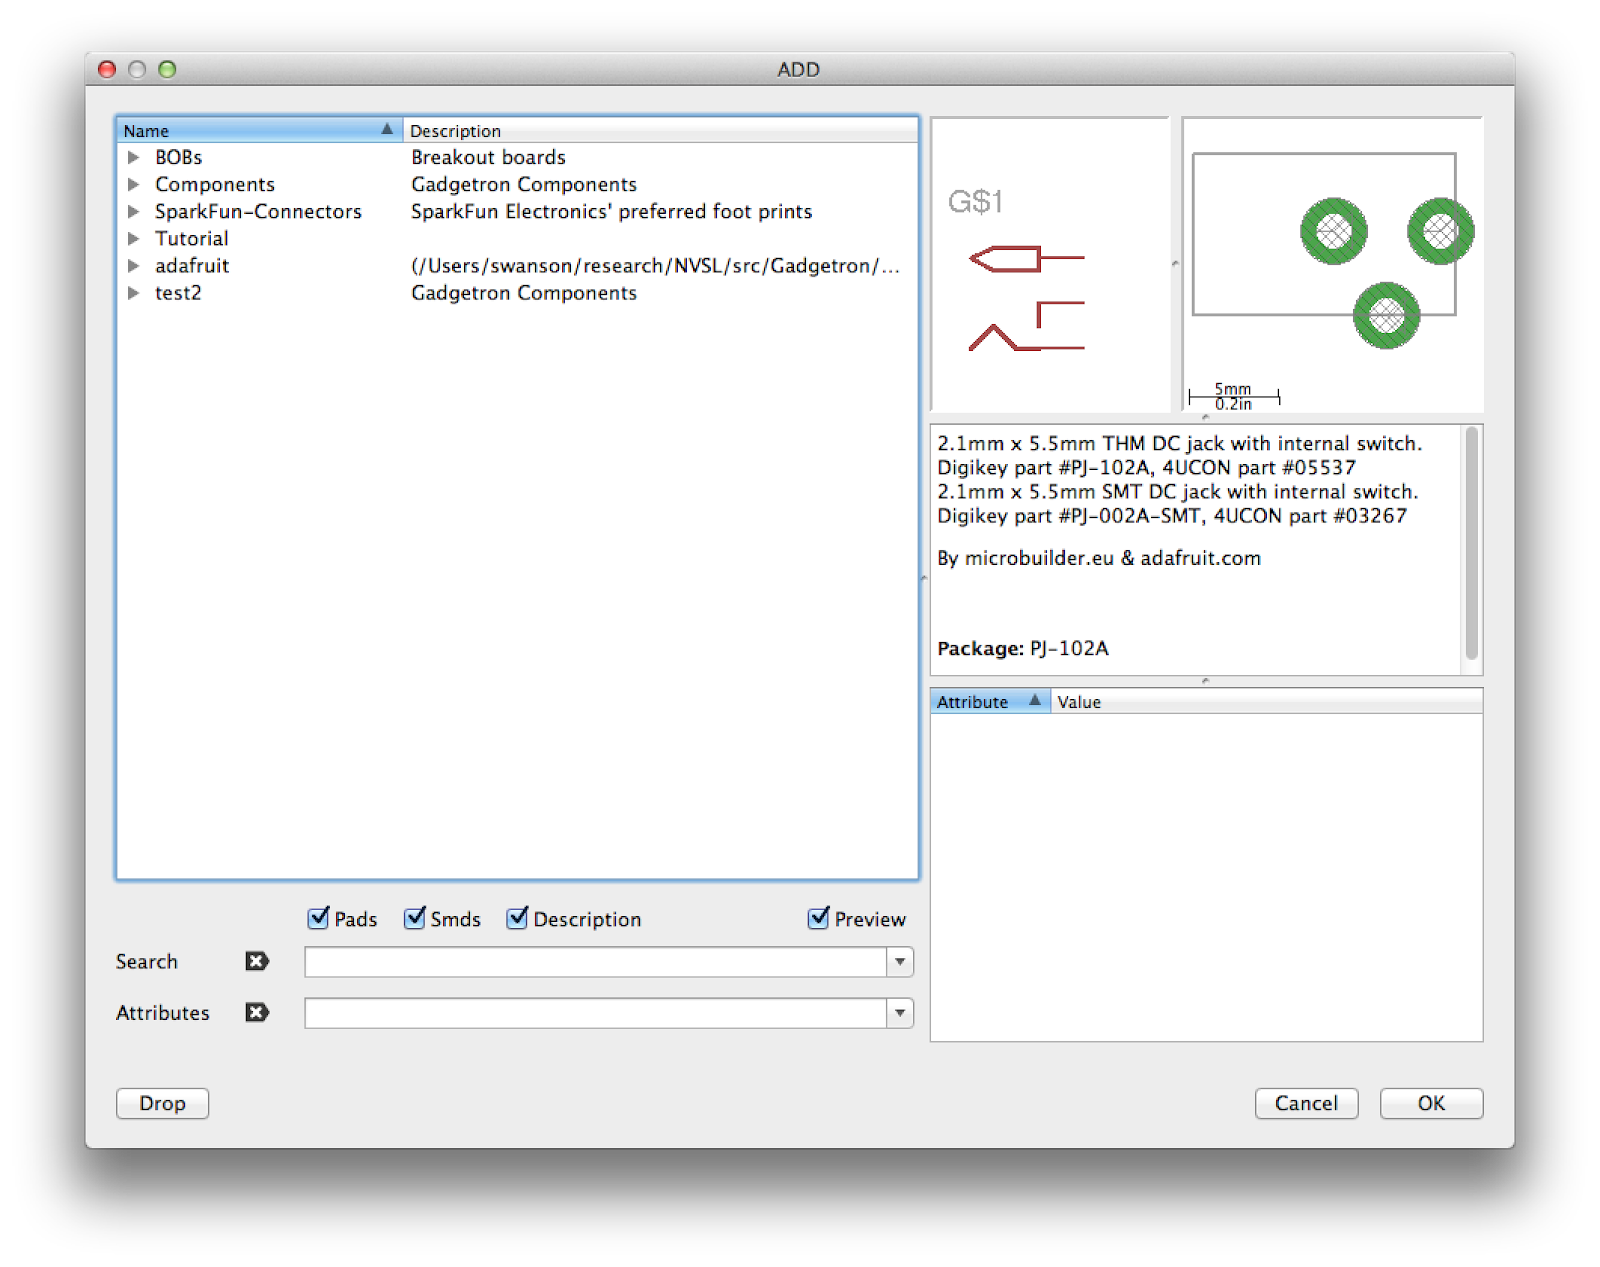 ADD
Name Description
BOBs Breakout boards
Components Gadgetron Components
SparkFun-Connectors SparkFun Electronics' preferred foot prints
Tutorial
adafruit (/Users/swanson/research/NVSL/src/Gadgetron/...
test2 Gadgetron Components
G$1
5mm
0.2in
2.1mm x 5.5mm THM DC jack with internal switch.
Digikey part #PJ-102A, 4UCON part #05537
2.1mm x 5.5mm SMT DC jack with internal switch.
Digikey part #PJ-002A-SMT, 4UCON part #03267
By microbuilder.eu & adafruit.com
Package: PJ-102A
Attribute Value
Pads Smds Description Preview
Search
Attributes
Drop Cancel OK